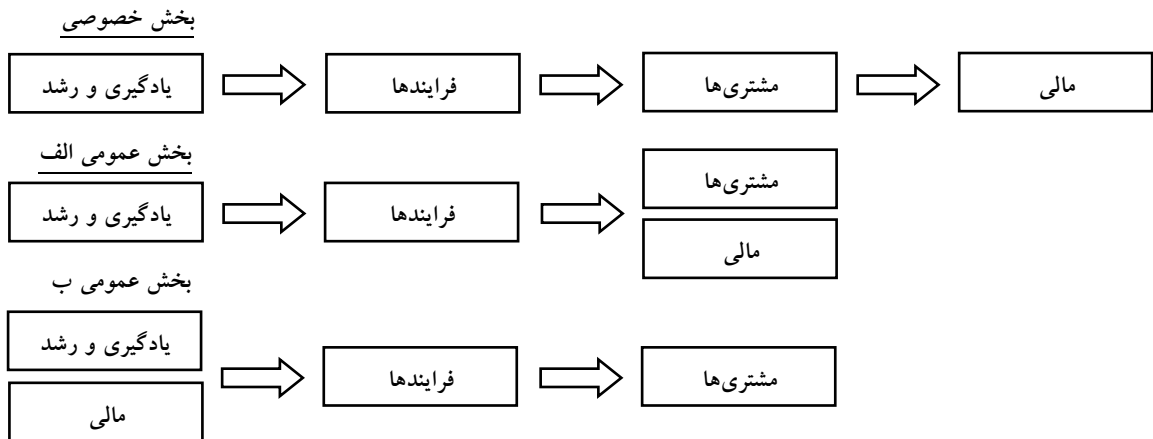 بخش خصوصی
یادگیری و رشد
فرایندها
مشتری‌ها
مالی
بخش عمومی الف
یادگیری و رشد
فرایندها
مشتری‌ها
مالی
بخش عمومی ب
یادگیری و رشد
مالی
فرایندها
مشتری‌ها